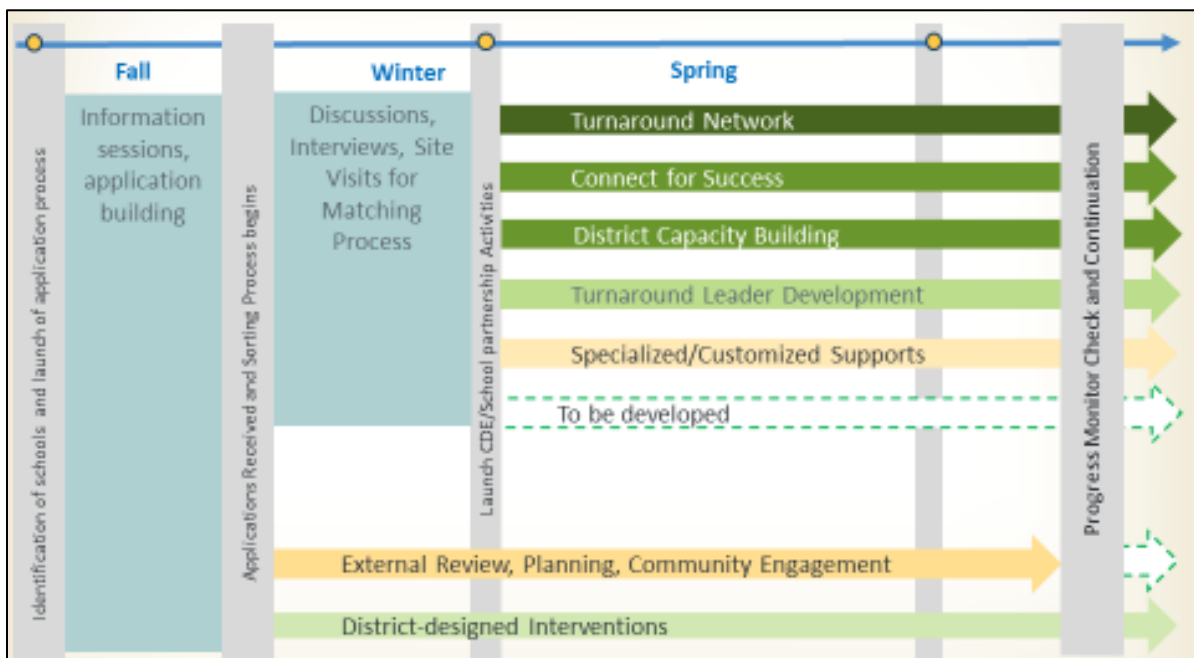 Fall
Winter
Spring
Identification of schools and launch of application process
Information
sessions,
application
building
Applications Received and Sorting Process begins
Discussions,
Interviews, Site
Visits for
Matching
Process
Launch CDE/School partnership Activities
Turnaround Network
Connect for Success
District Capacity Building
Turnaround Leader Development
Specialized/Customized Supports
To be developed
External Review, Planning, Community Engagement
District-designed Interventions
Progress Monitor Check and Continuation